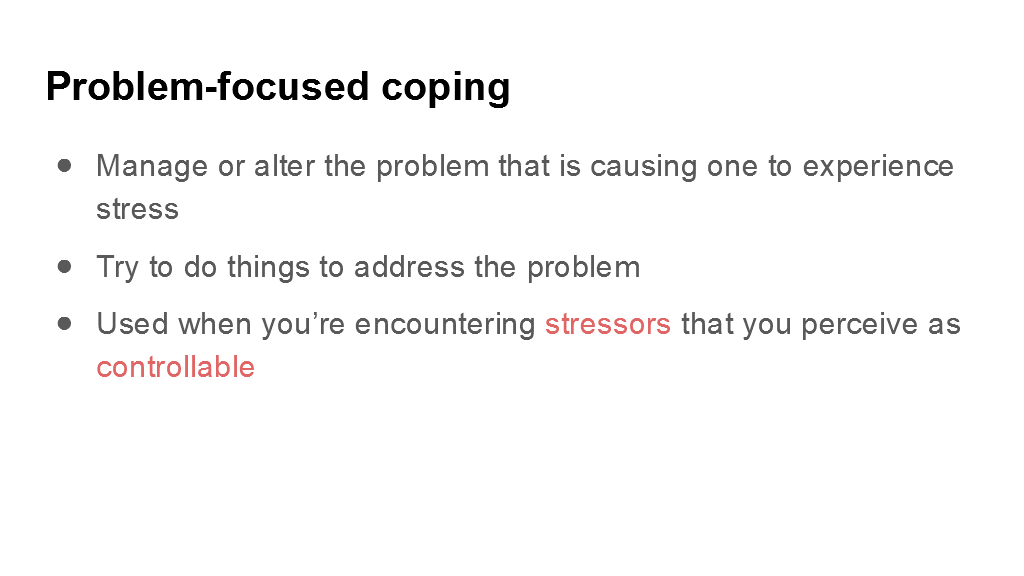 Problem-focused coping
● Manage or alter the problem that is causing one to experience
stress
● Try to do things to address the problem
● Used when you’re encountering stressors that you perceive as
controllable